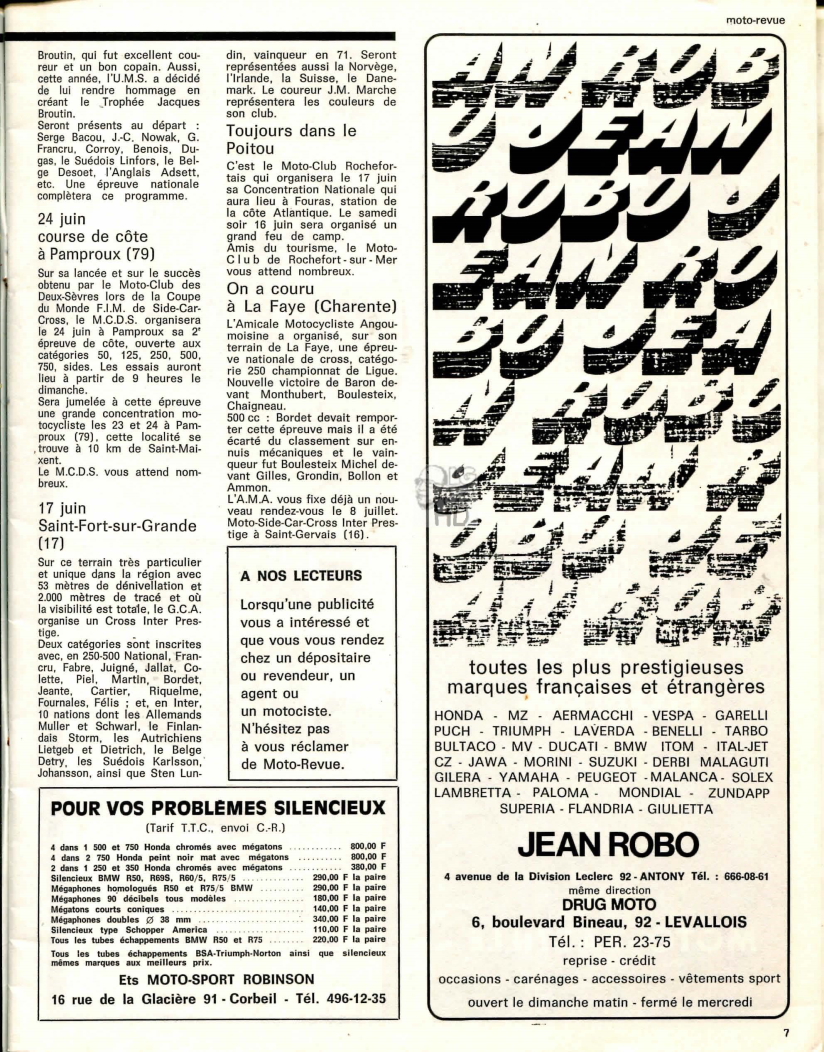 moto-revue
Broutin, qui fut excellent cou-
reur et un bon copain. Aussi,
cette année, l'U.M.S. a décidé
de lui rendre hommage en
créant le Trophée Jacques
Broutin.
Seront présents au départ :
Serge Bacou, J.-C. Nowak, G.
Francru, Corroy, Benois, Du-
gas, le Suédois Linfors, le Bel-
ge Desoet, l'Anglais Adsett,
etc. Une épreuve nationale
complètera ce programme.
24 juin
course de côte
à Pamproux (79)
Sur sa lancée et sur le succès
obtenu par le Moto-Club des
Deux-Sèvres lors de la Coupe
du Monde F.I.M. de Side-Car-
Cross, le M.C.D.S. organisera
le 24 juin à Pamproux sa 2e
épreuve de côte, ouverte aux
catégories 50, 125, 250, 500,
750, sides. Les essais auront
lieu à partir de 9 heures le
dimanche.
Sera jumelée à cette épreuve
une grande concentration mo-
tocycliste les 23 et 24 à Pam-
proux (79), cette localité se
trouve à 10 km de Saint-Mai-
xent.
Le M.C.D.S. vous attend nom-
breux.
17 juin
Saint-Fort-sur-Grande
(17)
Sur ce terrain très particulier
et unique dans la région avec
53 mètres de dénivellation et
2.000 mètres de tracé et où
la visibilité est totale, le G.C.A.
organise un Cross Inter Pres-
tige.
Deux catégories sont inscrites
avec, en 250-500 National, Fran-
cru, Fabre, Juigné, Jallat, Co-
lette, Piel, Martin, Bordet,
Jeante, Cartier, Riquelme,
Fournales, Félis ; et, en Inter,
10 nations dont les Allemands
Muller et Schwarl, le Finlan-
dais Storm, les Autrichiens
Lietgeb et Dietrich, le Belge
Detry, les Suédois Karlsson,
Johansson, ainsi que Sten Lun-
din, vainqueur en 71. Seront
représentées aussi la Norvège,
l'Irlande, la Suisse, le Dane-
mark. Le coureur J.M. Marche
représentera les couleurs de
son club.
Toujours dans le
Poitou
C'est le Moto-Club Rochefor-
tais qui organisera le 17 juin
sa Concentration Nationale qui
aura lieu à Fouras, station de
la côte Atlantique. Le samedi
soir 16 juin sera organisé un
grand feu de camp.
Amis du tourisme, le Moto-
Club de Rochefort-sur-Mer
vous attend nombreux.
On a couru
à La Faye (Charente)
L'Amicale Motocycliste Angou-
moisine a organisé, sur son
terrain de La Faye, une épreu-
ve nationale de cross, catégo-
rie 250 championnat de Ligue.
Nouvelle victoire de Baron de-
vant Monthubert, Boulesteix,
Chaigneau.
500 cc : Bordet devait rempor-
ter cette épreuve mais il a été
écarté du classement sur en-
nuis mécaniques et le vain-
queur fut Boulesteix Michel de-
vant Gilles, Grondin, Bollon et
Ammon.
L'A.M.A. vous fixe déjà un nou-
veau rendez-vous le 8 juillet.
Moto-Side-Car-Cross Inter Pres-
tige à Saint-Gervais (16).
A NOS LECTEURS
Lorsqu'une publicité
vous a intéressé et
que vous vous rendez
chez un dépositaire
ou revendeur, un
agent ou
un motociste.
N'hésitez pas
à vous réclamer
de Moto-Revue.
POUR VOS PROBLÈMES SILENCIEUX
(Tarif T.T.C., envoi C.-R.)
4 dans 1 500 et 750 Honda chromés avec mégatons ............ 800,00 F
4 dans 2 750 Honda peint noir mat avec mégatons .......... 800,00 F
2 dans 1 250 et 350 Honda chromés avec mégatons ............ 380,00 F
Silencieux BMW R50, R69S, R60/5, R75/5 ............... 290,00 F la paire
Mégaphones homologués R50 et R75/5 BMW .......... 290,00 F la paire
Mégaphones 90 décibels tous modèles ................. 180,00 F la paire
Mégatons courts coniques ................................ 140,00 F la paire
Mégaphones doubles Ø 38 mm ......................... 340,00 F la paire
Silencieux type Schopper America ..................... 110,00 F la paire
Tous les tubes échappements BMW R50 et R75 ........ 220,00 F la paire
Tous les tubes échappements BSA-Triumph-Norton ainsi que silencieux
mêmes marques aux meilleurs prix.
Ets MOTO-SPORT ROBINSON
16 rue de la Glacière 91 - Corbeil - Tél. 496-12-35
AN ROB
O JEAN
ROBO J
EAN RO
BO JEA
N ROBO
JEAN R
OBO JE
AN ROB
toutes les plus prestigieuses
marques françaises et étrangères
HONDA - MZ - AERMACCHI - VESPA - GARELLI
PUCH - TRIUMPH - LAVERDA - BENELLI - TARBO
BULTACO - MV - DUCATI - BMW ITOM - ITAL-JET
CZ - JAWA - MORINI - SUZUKI - DERBI MALAGUTI
GILERA - YAMAHA - PEUGEOT - MALANCA - SOLEX
LAMBRETTA - PALOMA - MONDIAL - ZUNDAPP
SUPERIA - FLANDRIA - GIULIETTA
JEAN ROBO
4 avenue de la Division Leclerc 92 - ANTONY Tél. : 666-08-61
même direction
DRUG MOTO
6, boulevard Bineau, 92 - LEVALLOIS
Tél. : PER. 23-75
reprise - crédit
occasions - carénages - accessoires - vêtements sport
ouvert le dimanche matin - fermé le mercredi
7